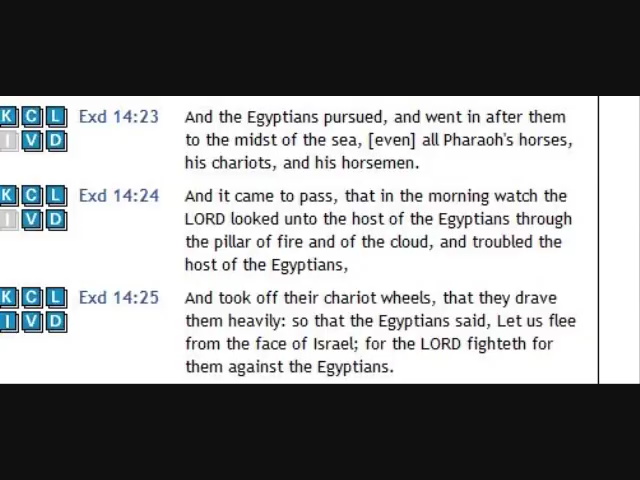 K C L Exd 14:23 And the Egyptians pursued, and went in after them
I V D to the midst of the sea, [even] all Pharaoh's horses,
his chariots, and his horsemen.
K C L Exd 14:24 And it came to pass, that in the morning watch the
I V D LORD looked unto the host of the Egyptians through
the pillar of fire and of the cloud, and troubled the
host of the Egyptians,
K C L Exd 14:25 And took off their chariot wheels, that they drave
I V D them heavily: so that the Egyptians said, Let us flee
from the face of Israel; for the LORD fighteth for
them against the Egyptians.